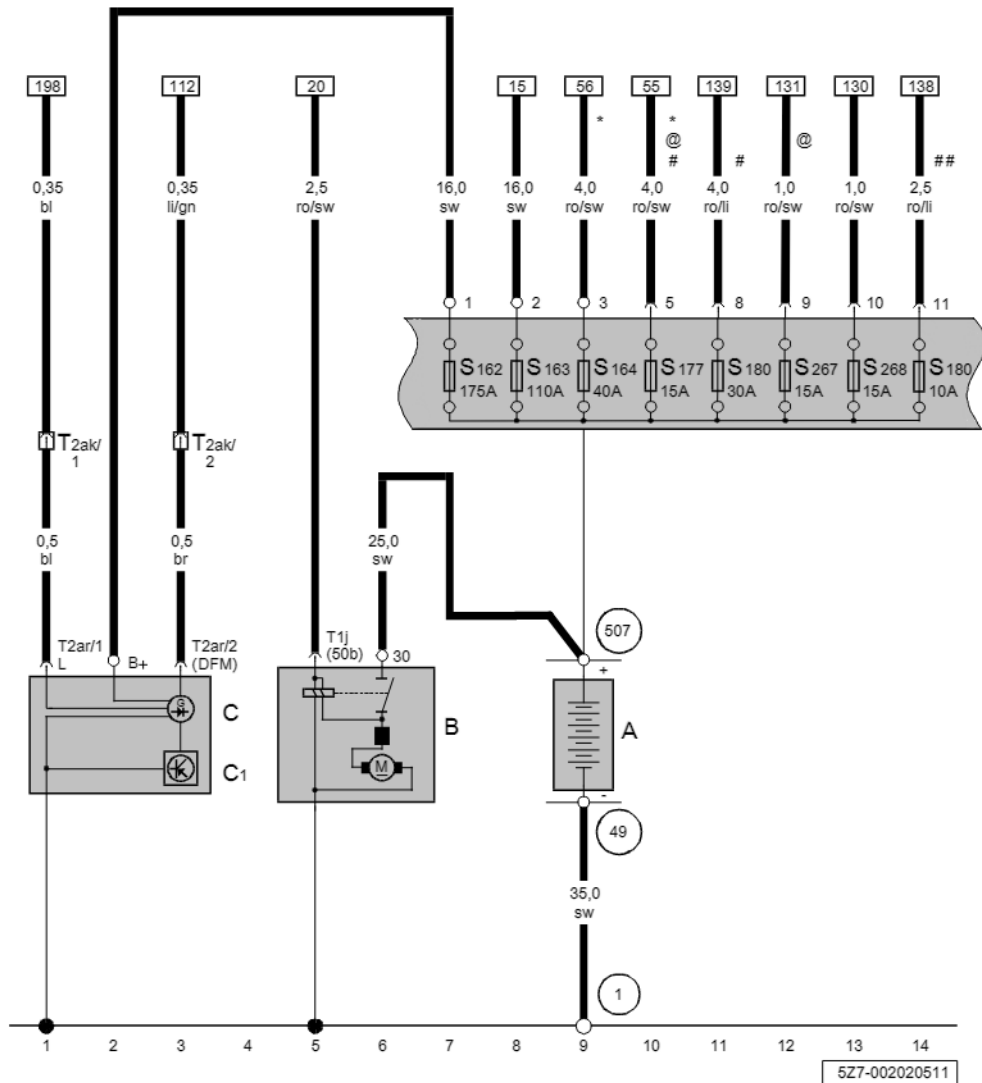 198 112 20 15 56 55 139 131 130 138
* *
@ @
# # ##
0,35 0,35 2,5 16,0 16,0 4,0 4,0 4,0 1,0 1,0 2,5
bl li/gn ro/sw sw sw ro/sw ro/sw ro/li ro/sw ro/sw ro/li
1 2 3 5 8 9 10 11
S162 S163 S164 S177 S180 S267 S268 S180
175A 110A 40A 15A 30A 15A 15A 10A
T2ak/ T2ak/
1 2
0,5 0,5 25,0
bl br sw
507
T2ar/1 T2ar/2 T1j
L B+ (DFM) (50b) 30
+
G
C B A
M
C1
-
49
35,0
sw
1
1 2 3 4 5 6 7 8 9 10 11 12 13 14
5Z7-002020511